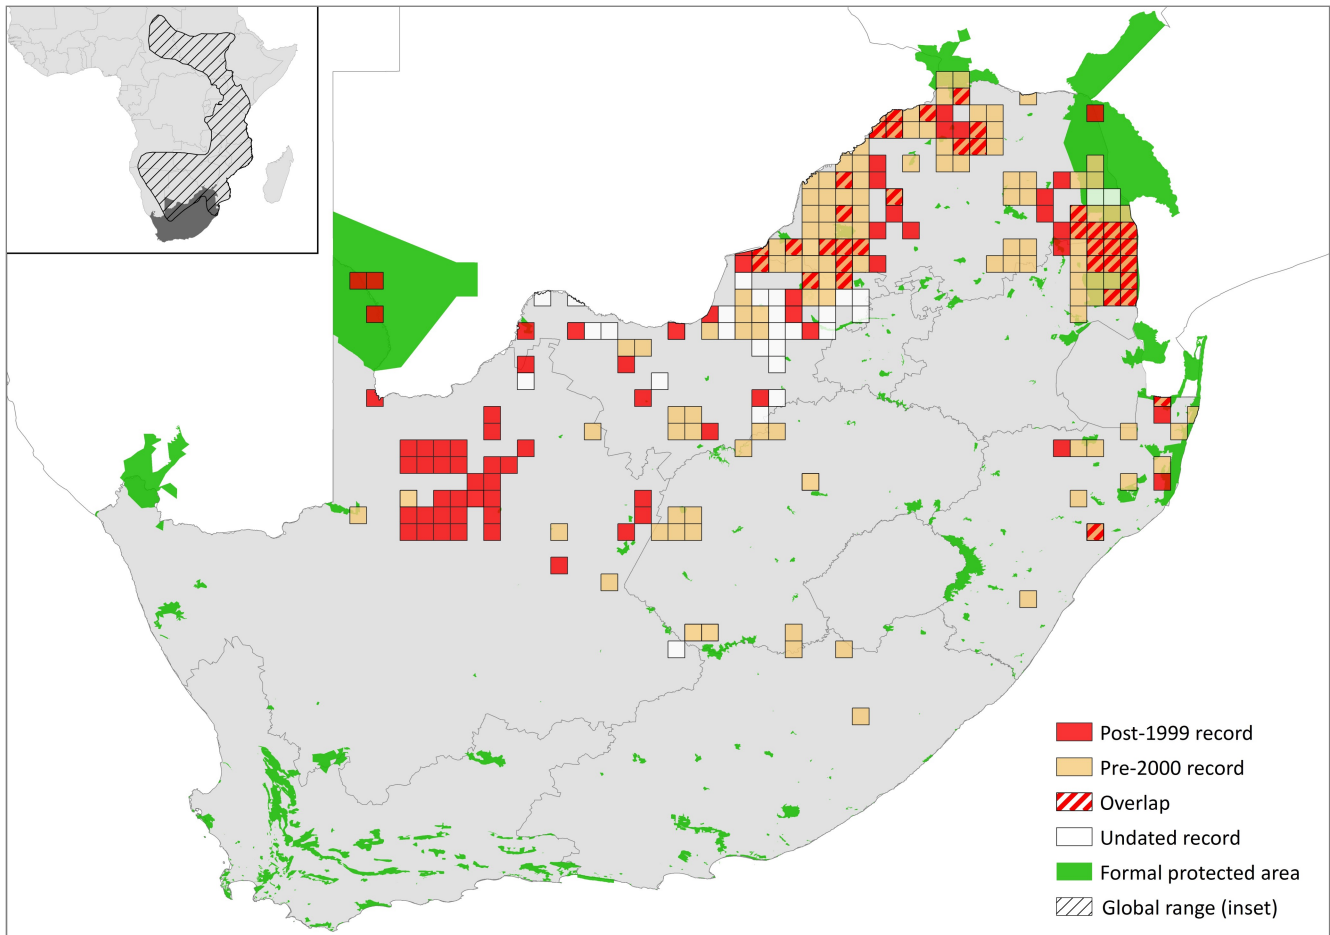 Post-1999 record
Pre-2000 record
Overlap
Undated record
Formal protected area
Global range (inset)